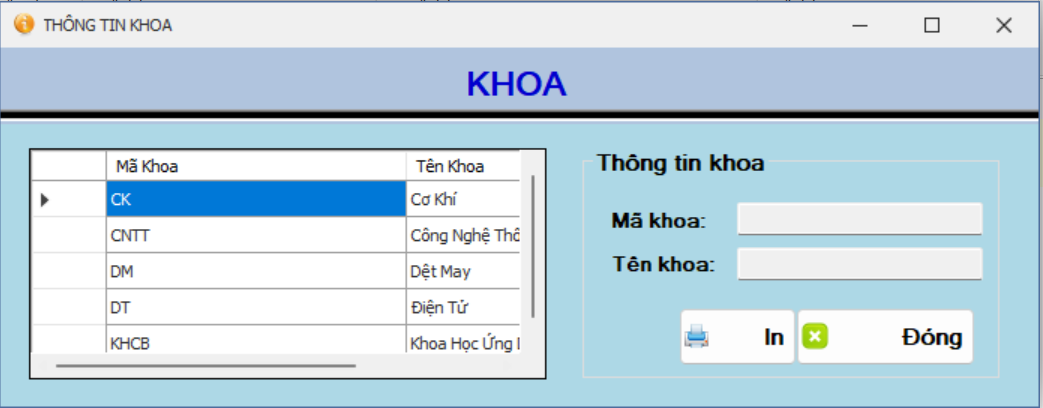 THÔNG TIN KHOA
KHOA
Mã Khoa Tên Khoa
CK Cơ Khí
CNTT Công Nghệ Thô
DM Dệt May
DT Điện Tử
KHCB Khoa Học Ứng
Thông tin khoa
Mã khoa:
Tên khoa:
In Đóng